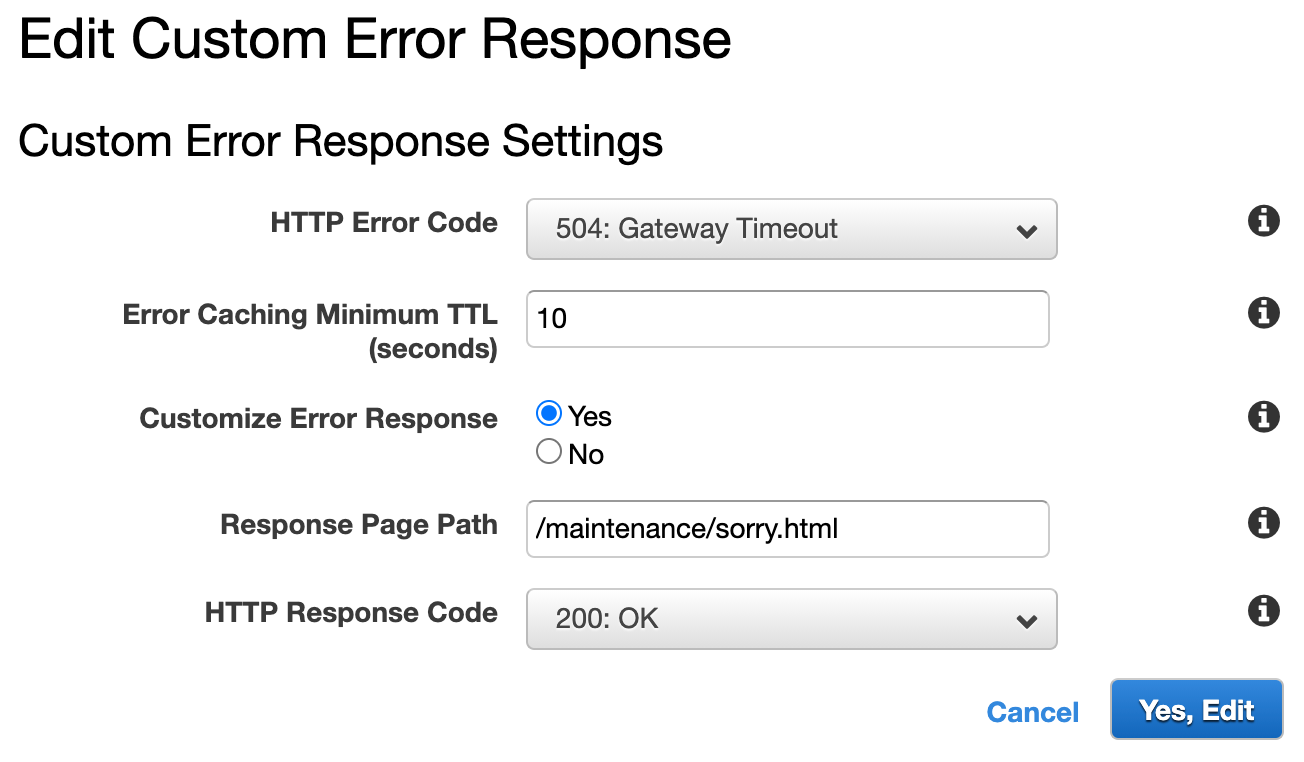 Edit Custom Error Response
Custom Error Response Settings
HTTP Error Code
504: Gateway Timeout
Error Caching Minimum TTL
(seconds)
10
Customize Error Response
Yes
No
Response Page Path
/maintenance/sorry.html
HTTP Response Code
200: OK
Cancel
Yes, Edit